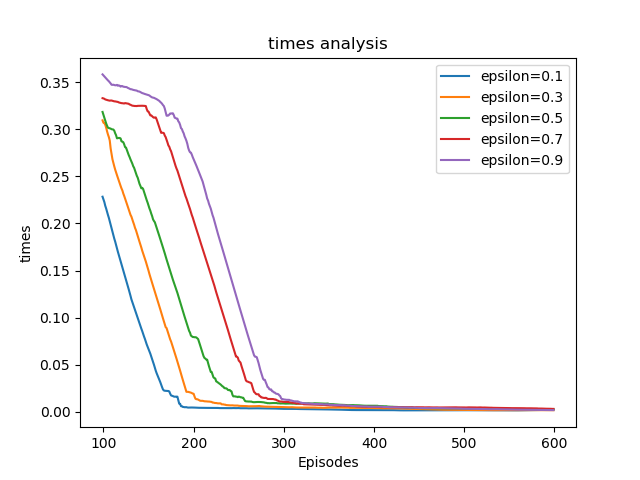 times analysis
epsilon=0.1
epsilon=0.3
epsilon=0.5
epsilon=0.7
epsilon=0.9
times
0.35
0.30
0.25
0.20
0.15
0.10
0.05
0.00
100 200 300 400 500 600
Episodes